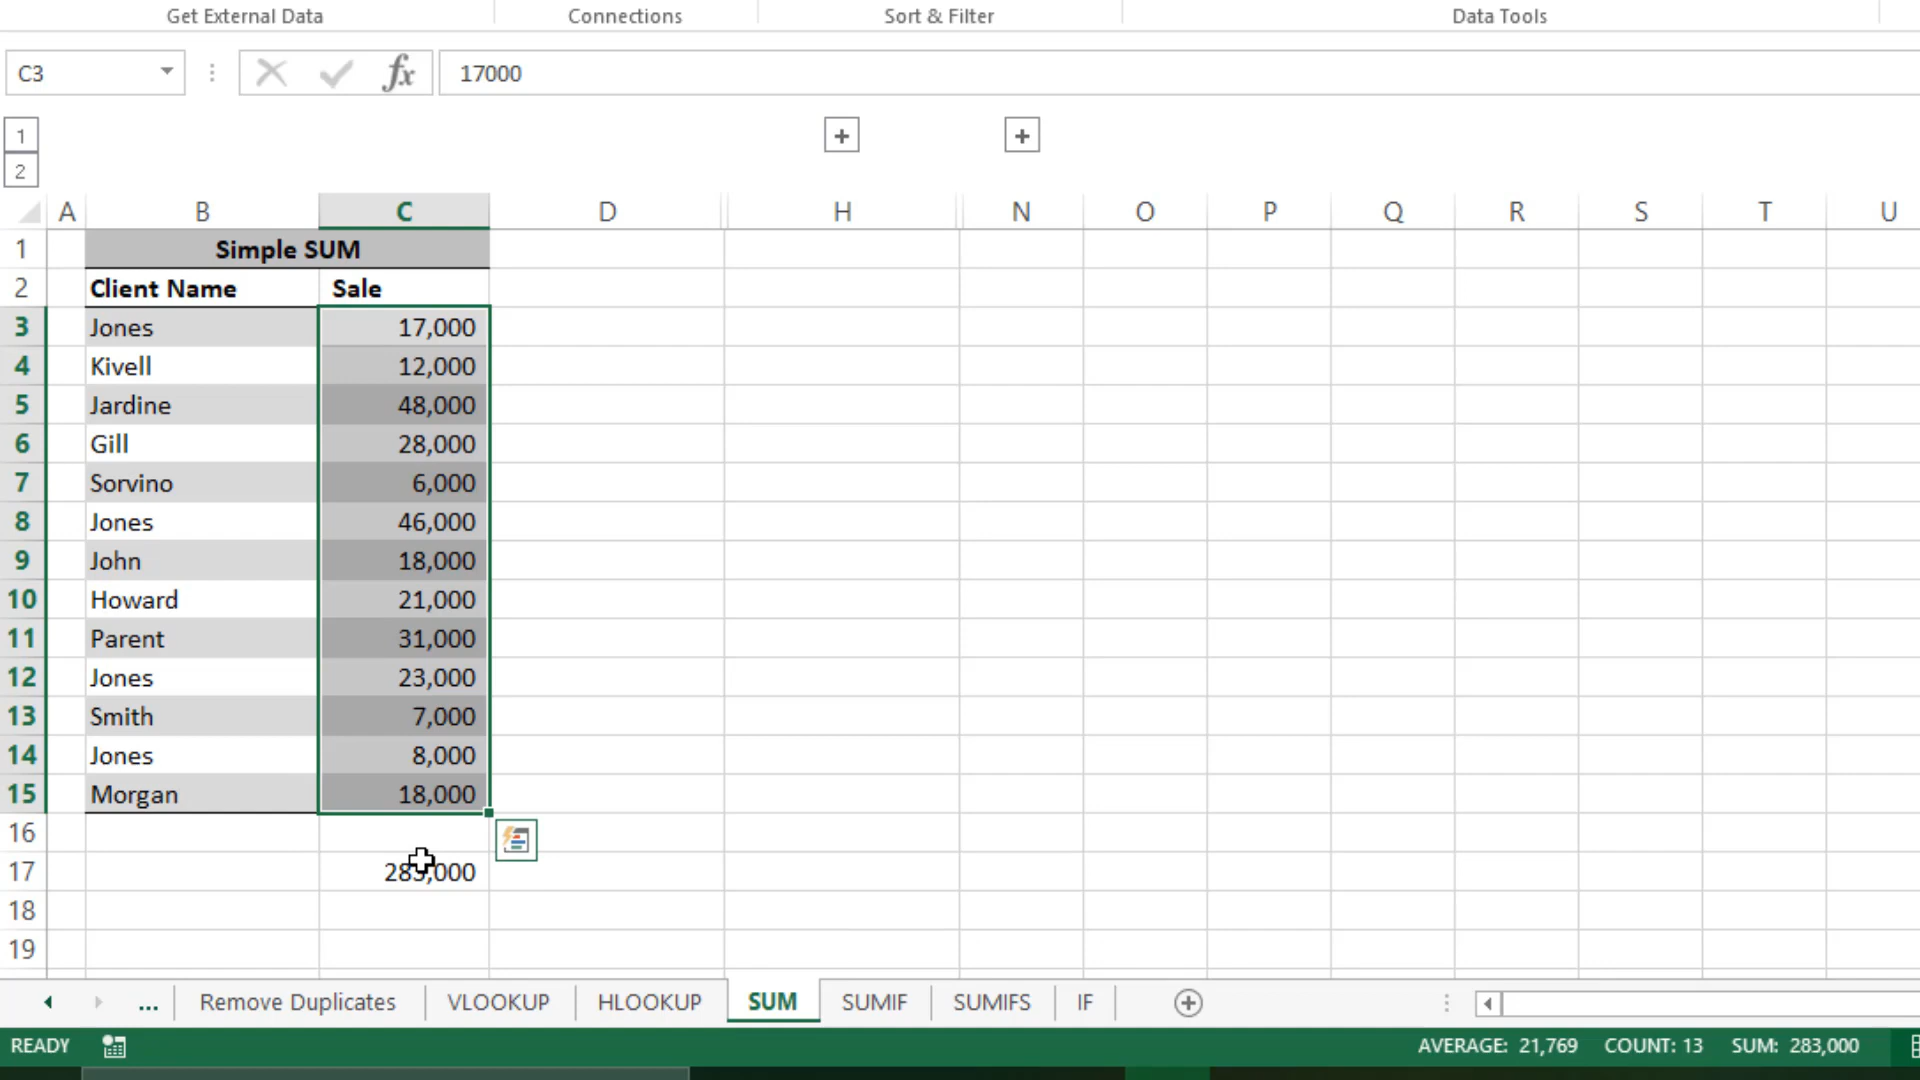 Get External Data Connections Sort & Filter Data Tools
C3 fx 17000
1 + +
2
A B C D H N O P Q R S T U
1 Simple SUM
2 Client Name Sale
3 Jones 17,000
4 Kivell 12,000
5 Jardine 48,000
6 Gill 28,000
7 Sorvino 6,000
8 Jones 46,000
9 John 18,000
10 Howard 21,000
11 Parent 31,000
12 Jones 23,000
13 Smith 7,000
14 Jones 8,000
15 Morgan 18,000
16
17 283,000
18
19
... Remove Duplicates VLOOKUP HLOOKUP SUM SUMIF SUMIFS IF
READY AVERAGE: 21,769 COUNT: 13 SUM: 283,000